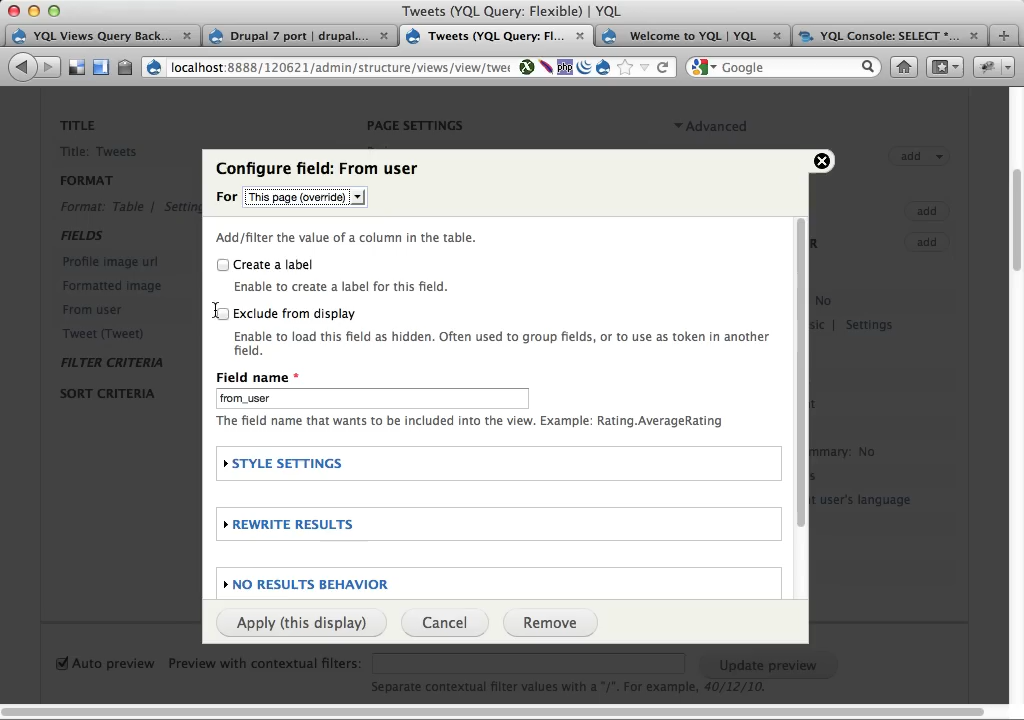 Tweets (YQL Query: Flexible) | YQL
YQL Views Query Back... Drupal 7 port | drupal.... Tweets (YQL Query: Fl... Welcome to YQL | YQL YQL Console: SELECT *...
localhost:8888/120621/admin/structure/views/view/twee php Google
TITLE PAGE SETTINGS Advanced
Title: Tweets add
FORMAT
Format: Table | Setting
FIELDS
Profile image url
Formatted image
From user
Tweet (Tweet)
FILTER CRITERIA
SORT CRITERIA
Configure field: From user
For This page (override)
Add/filter the value of a column in the table.
Create a label
Enable to create a label for this field.
Exclude from display
Enable to load this field as hidden. Often used to group fields, or to use as token in another
field.
Field name *
from_user
The field name that wants to be included into the view. Example: Rating.AverageRating
STYLE SETTINGS
REWRITE RESULTS
NO RESULTS BEHAVIOR
Apply (this display) Cancel Remove
add
R add
No
sic | Settings
t
mmary: No
s
t user's language
Auto preview Preview with contextual filters: Update preview
Separate contextual filter values with a "/". For example, 40/12/10.